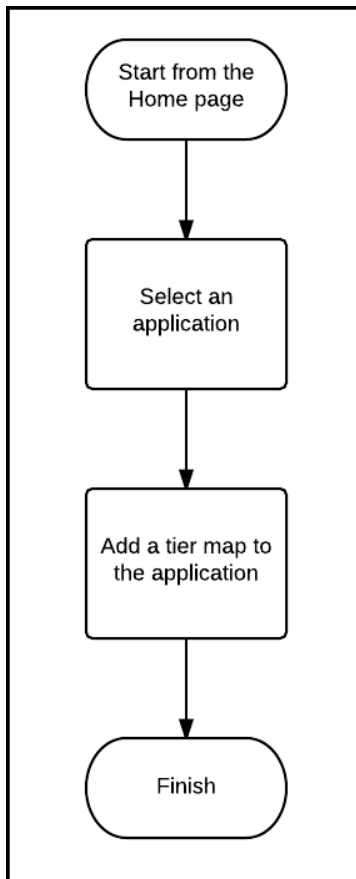 Start from the
Home page
Select an
application
Add a tier map to
the application
Finish